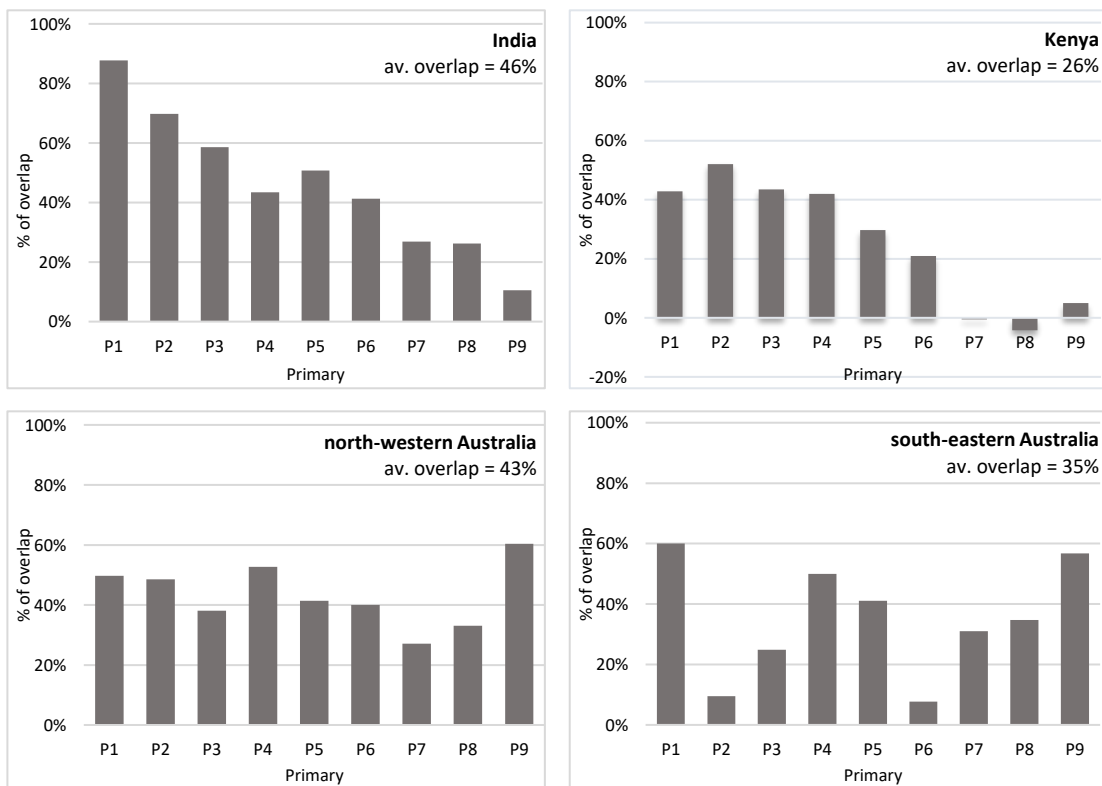 India
av. overlap = 46%
100%
80%
60%
40%
20%
0%
% of overlap
P1 P2 P3 P4 P5 P6 P7 P8 P9
Primary
Kenya
av. overlap = 26%
100%
80%
60%
40%
20%
0%
-20%
% of overlap
P1 P2 P3 P4 P5 P6 P7 P8 P9
Primary
north-western Australia
av. overlap = 43%
100%
80%
60%
40%
20%
0%
% of overlap
P1 P2 P3 P4 P5 P6 P7 P8 P9
Primary
south-eastern Australia
av. overlap = 35%
100%
80%
60%
40%
20%
0%
% of overlap
P1 P2 P3 P4 P5 P6 P7 P8 P9
Primary